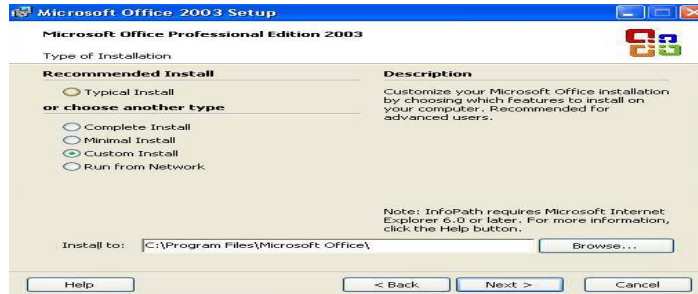 Microsoft Office 2003 Setup
Microsoft Office Professional Edition 2003
Type of Installation
Recommended Install
Typical Install
or choose another type
Complete Install
Minimal Install
Custom Install
Run from Network
Description
Customize your Microsoft Office installation
by choosing which features to install on
your computer. Recommended for
advanced users.
Note: InfoPath requires Microsoft Internet
Explorer 6.0 or later. For more information,
click the Help button.
Install to: C:\Program Files\Microsoft Office\ Browse...
Help < Back Next > Cancel